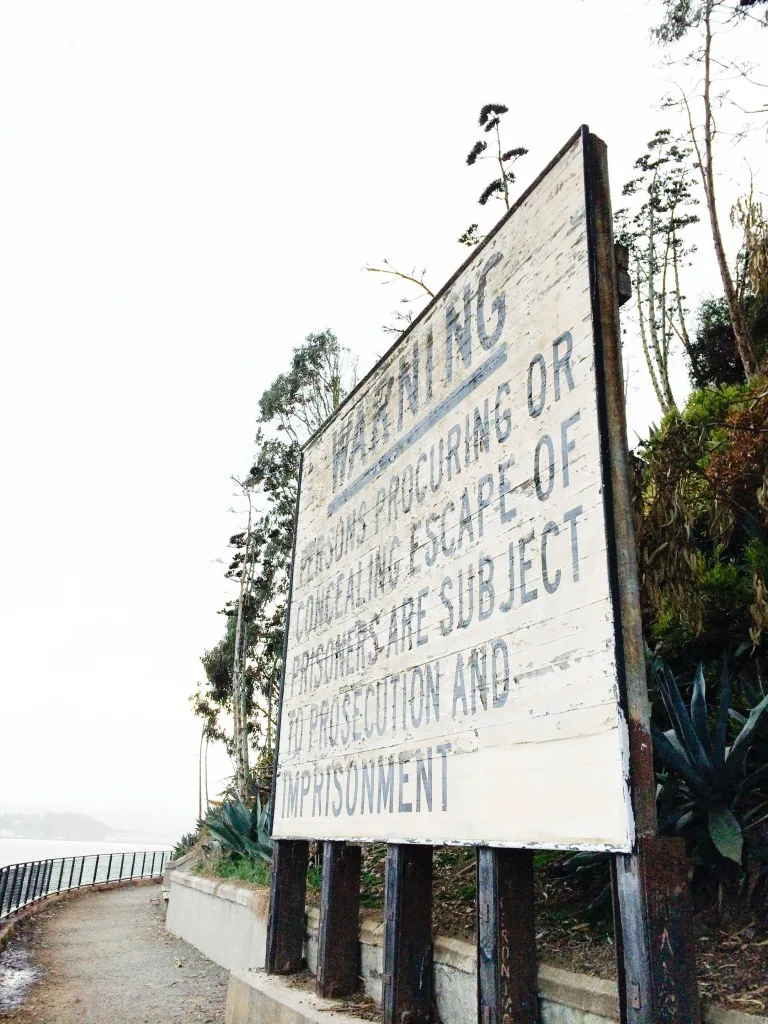 WARNING
PERSONS PROCURING OR
CONCEALING ESCAPE OF
PRISONERS ARE SUBJECT
TO PROSECUTION AND
IMPRISONMENT